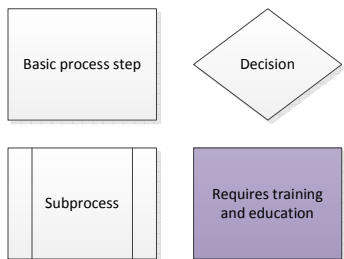 Basic process step
Decision
Subprocess
Requires training
and education